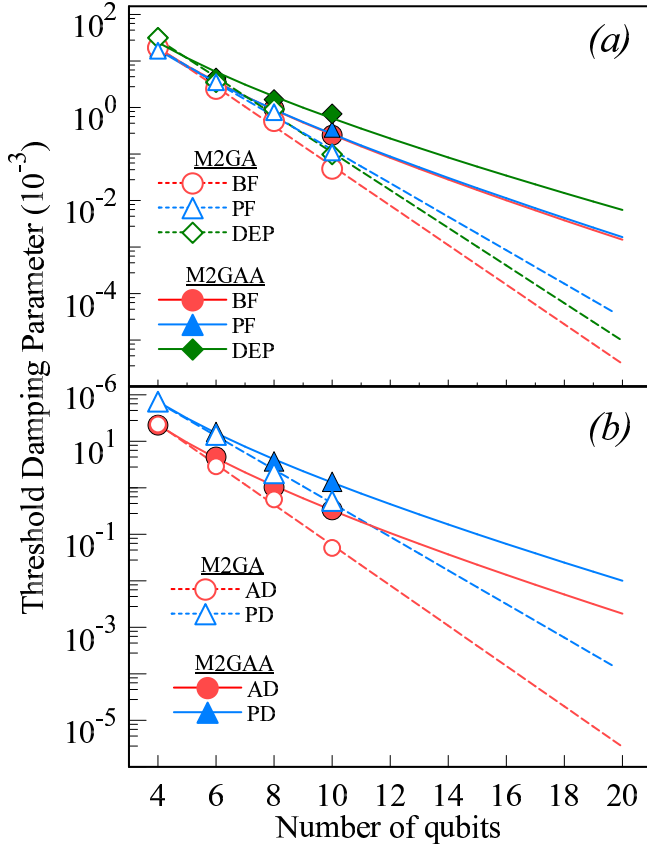 Threshold Damping Parameter (10^-3)
10^2
10^0
10^-2
10^-4
10^-6
(a)
M2GA
BF
PF
DEP
M2GAA
BF
PF
DEP
10^1
10^-1
10^-3
10^-5
(b)
M2GA
AD
PD
M2GAA
AD
PD
4 6 8 10 12 14 16 18 20
Number of qubits